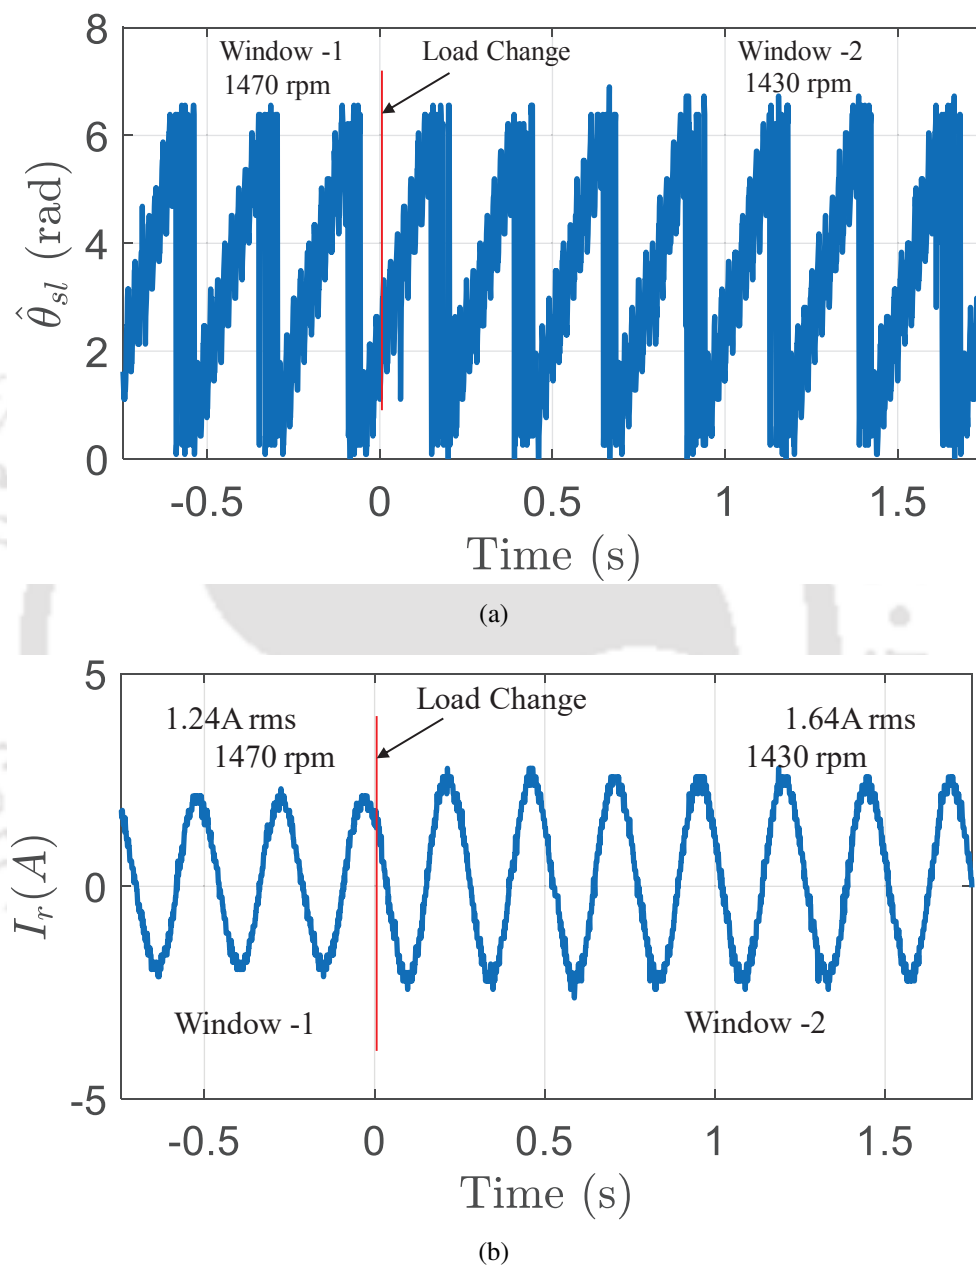 8
6
4
2
0
Window -1
1470 rpm
Load Change
Window -2
1430 rpm
θ̂sl (rad)
-0.5 0 0.5 1 1.5
Time (s)
(a)
5
0
-5
1.24A rms
1470 rpm
Load Change
1.64A rms
1430 rpm
Ir(A)
Window -1
Window -2
-0.5 0 0.5 1 1.5
Time (s)
(b)